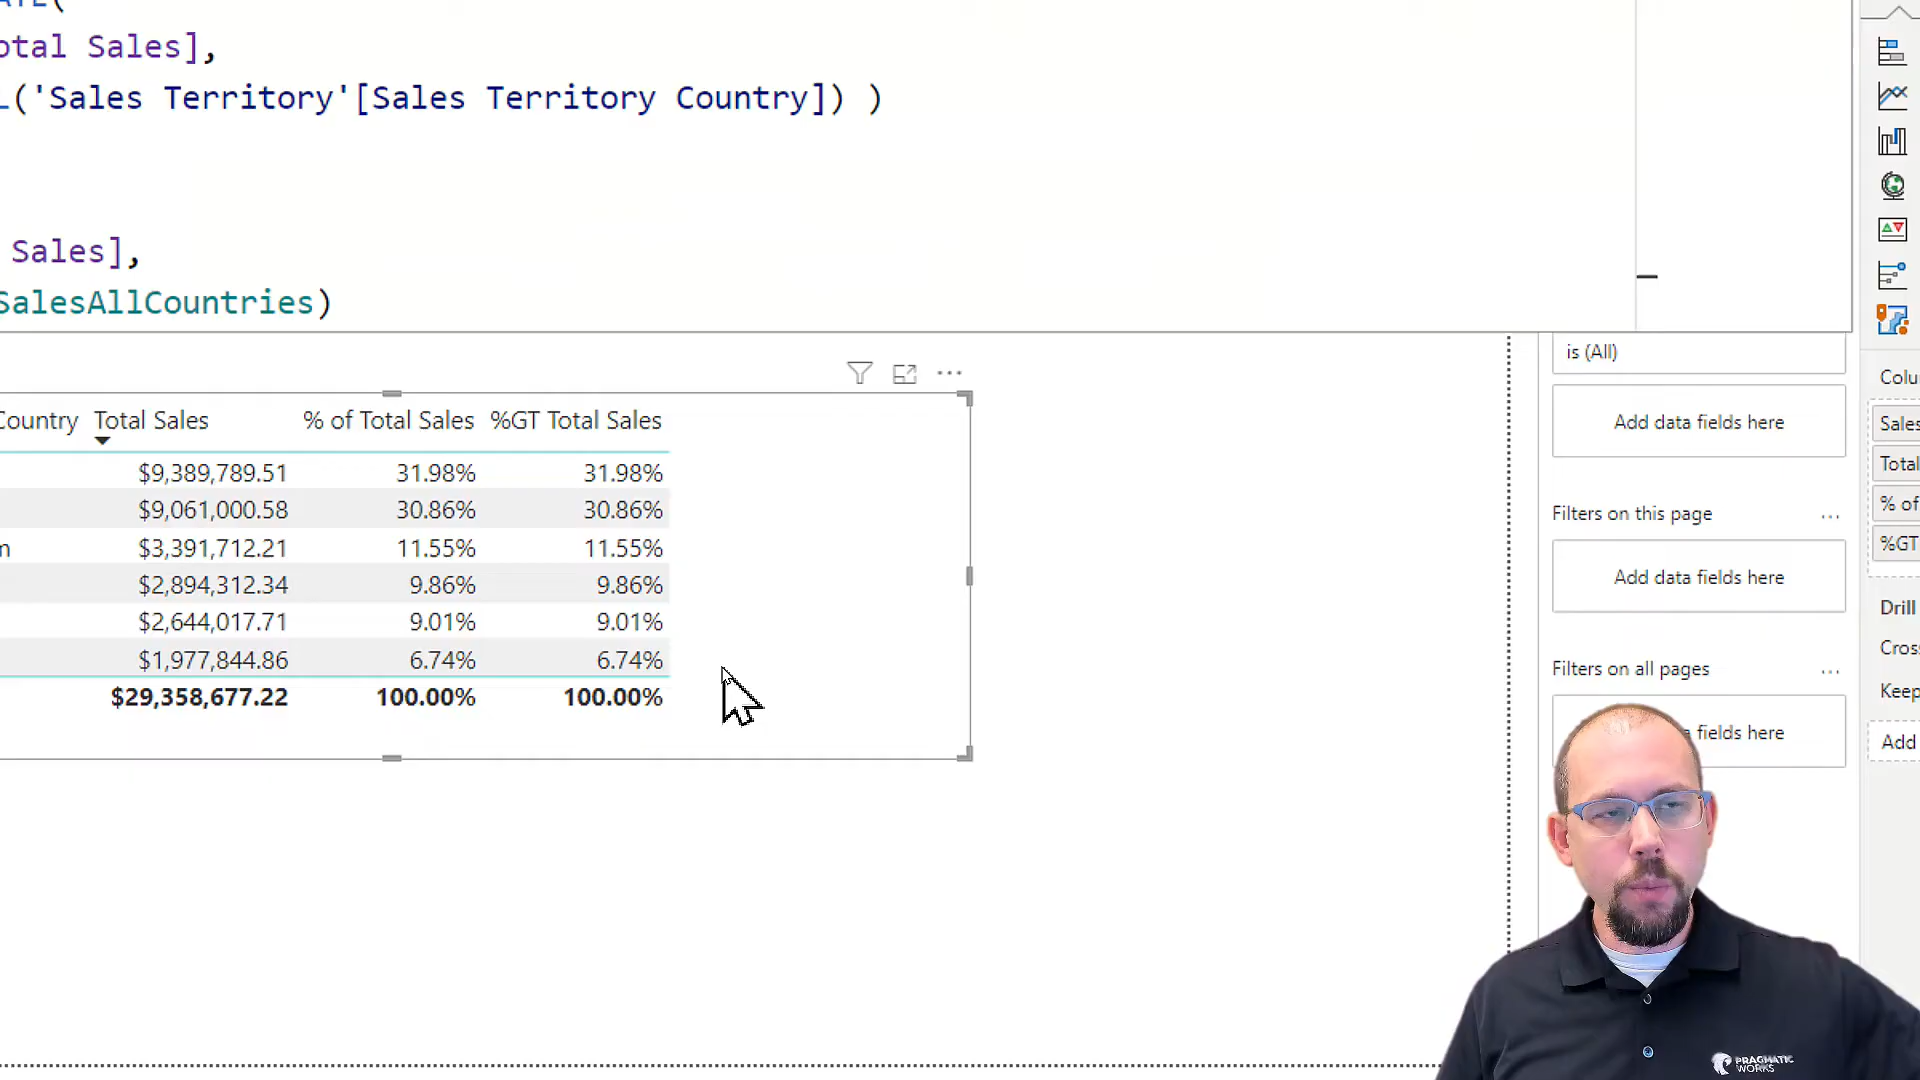 otal Sales],
L('Sales Territory'[Sales Territory Country]) )
Sales],
SalesAllCountries)
is (All)
Colu
Country Total Sales % of Total Sales %GT Total Sales
Add data fields here
Sales
Total
$9,389,789.51 31.98% 31.98%
$9,061,000.58 30.86% 30.86%
% of
Filters on this page ...
n $3,391,712.21 11.55% 11.55%
%GT
$2,894,312.34 9.86% 9.86%
Add data fields here
$2,644,017.71 9.01% 9.01%
Drill
$1,977,844.86 6.74% 6.74%
Cross
Filters on all pages ...
$29,358,677.22 100.00% 100.00%
Keep
fields here
Add
PRAGMATIC
WORKS